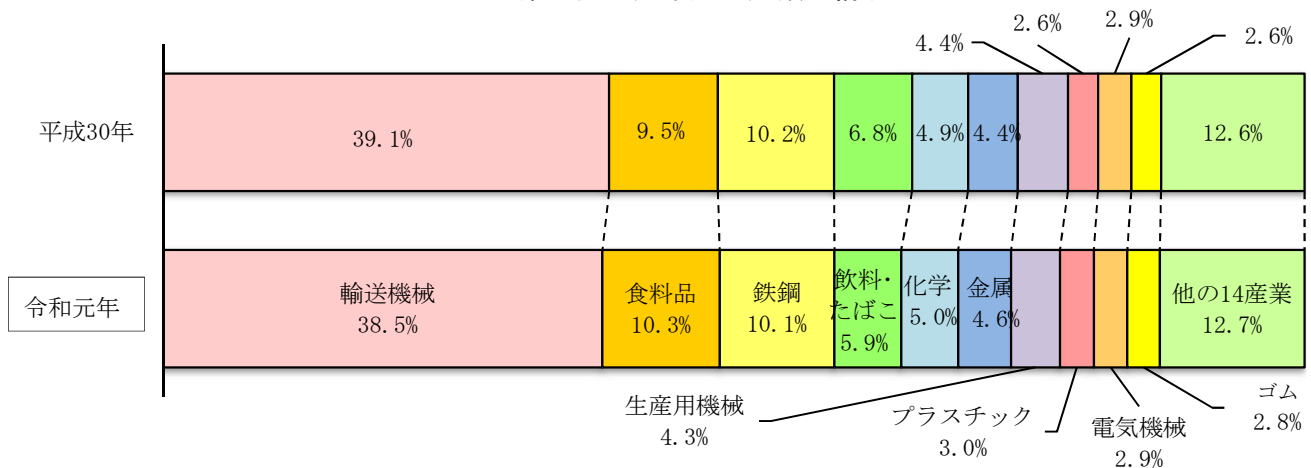 4.4%
2.6%
2.9%
2.6%
平成30年
39.1%
9.5%
10.2%
6.8%
4.9%
4.4%
12.6%
令和元年
輸送機械
38.5%
食料品
10.3%
鉄鋼
10.1%
飲料・
たばこ
5.9%
化学
5.0%
金属
4.6%
他の14産業
12.7%
生産用機械
4.3%
プラスチック
3.0%
電気機械
2.9%
ゴム
2.8%